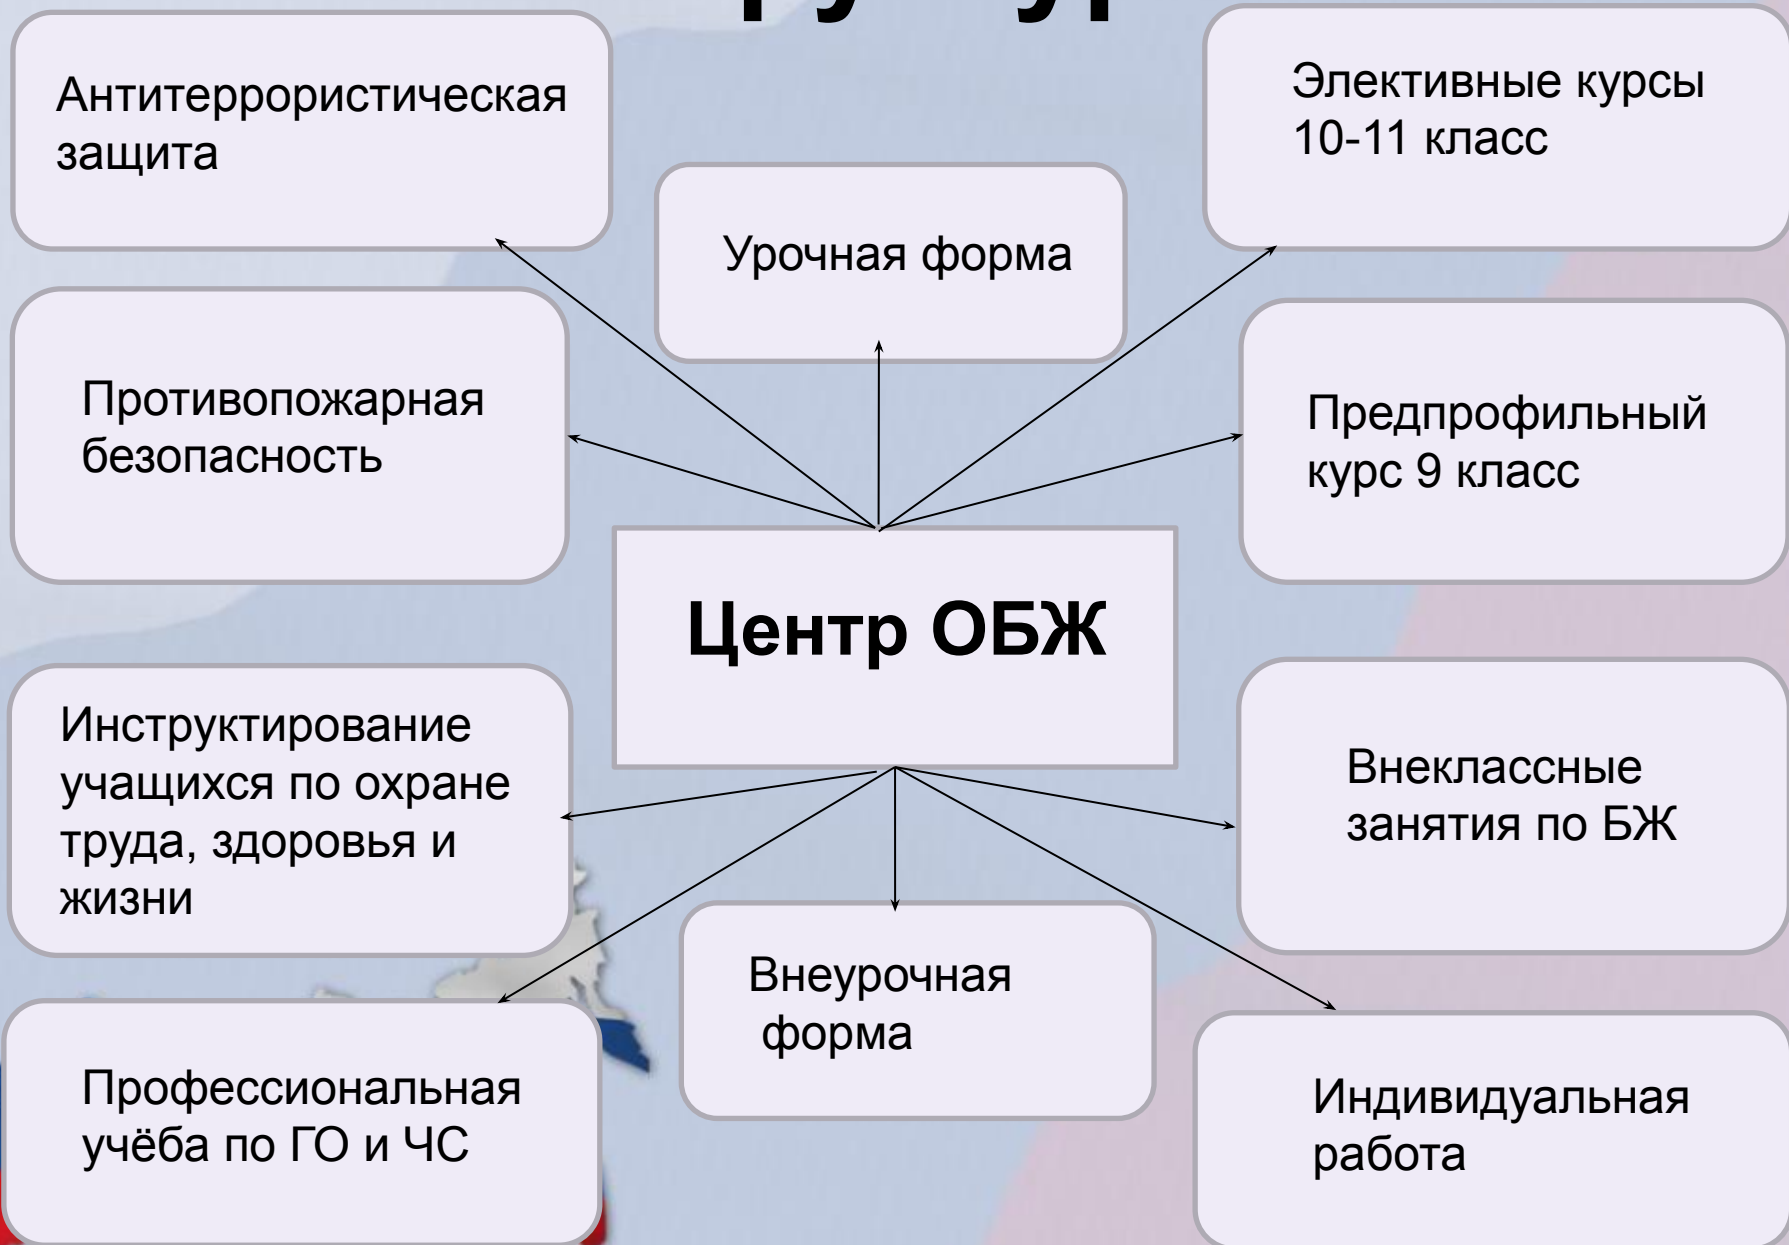 Антитеррористическая
защита
Элективные курсы
10-11 класс
Урочная форма
Противопожарная
безопасность
Предпрофильный
курс 9 класс
Центр ОБЖ
Инструктирование
учащихся по охране
труда, здоровья и
жизни
Внеклассные
занятия по БЖ
Внеурочная
форма
Профессиональная
учёба по ГО и ЧС
Индивидуальная
работа